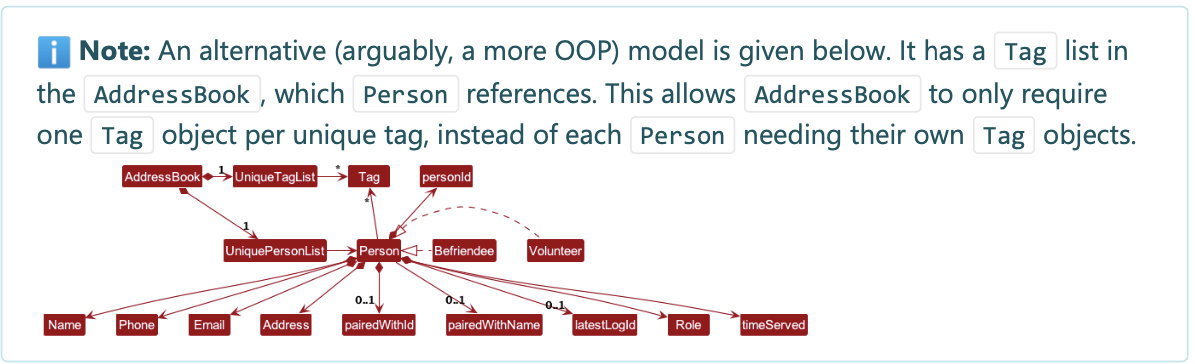 Note: An alternative (arguably, a more OOP) model is given below. It has a Tag list in
the AddressBook, which Person references. This allows AddressBook to only require
one Tag object per unique tag, instead of each Person needing their own Tag objects.
AddressBook 1 UniqueTagList * Tag personId
*
1
UniquePersonList Person Befriendee Volunteer
0..1 0..1 0..1
Name Phone Email Address pairedWithId pairedWithName latestLogId Role timeServed